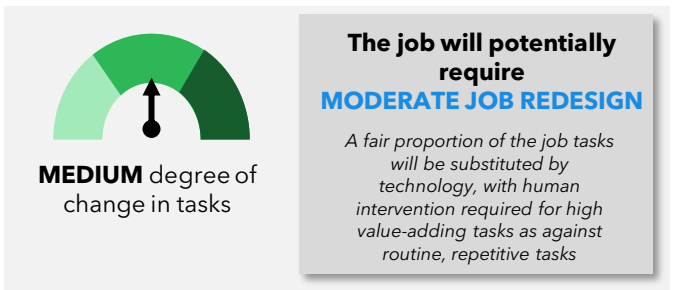 MEDIUM degree of
change in tasks
The job will potentially
require
MODERATE JOB REDESIGN
A fair proportion of the job tasks
will be substituted by
technology, with human
intervention required for high
value-adding tasks as against
routine, repetitive tasks